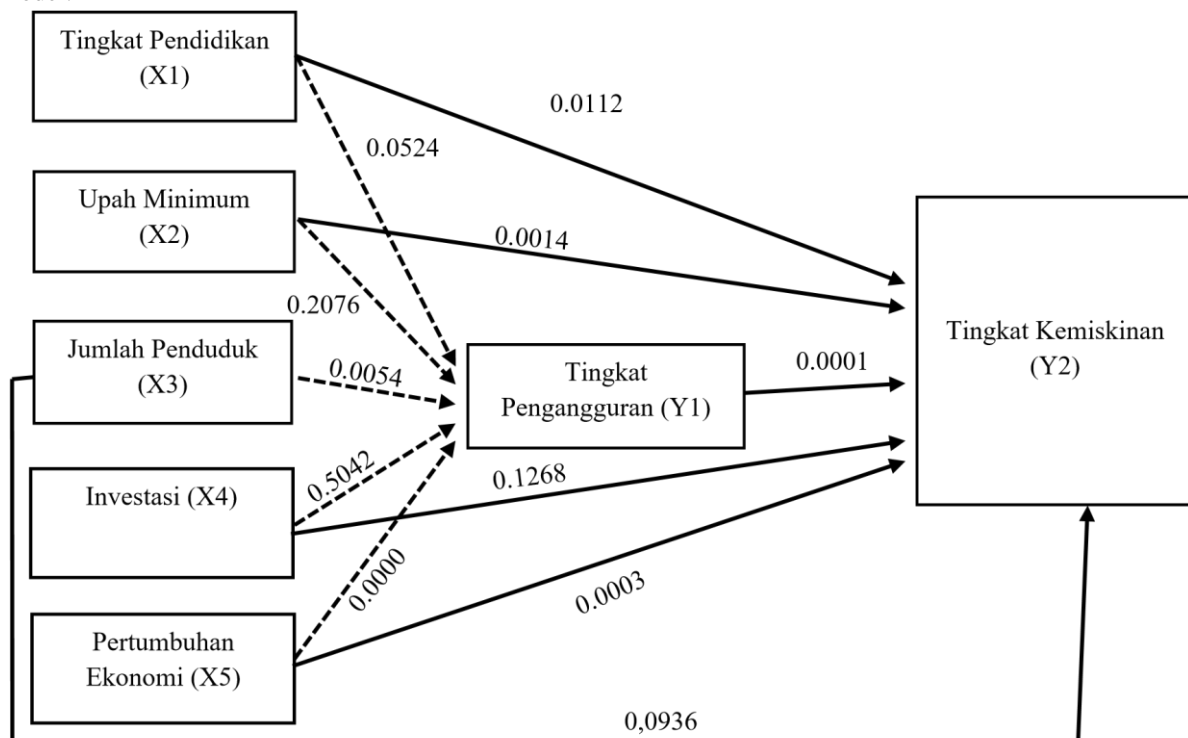 Tingkat Pendidikan
(X1)
0.0112
0.0524
Upah Minimum
(X2)
0.0014
0.2076
Jumlah Penduduk
(X3)
0.0054
Tingkat
Pengangguran (Y1)
0.0001
Tingkat Kemiskinan
(Y2)
Investasi (X4)
0.5042
0.1268
0.0000
0.0003
Pertumbuhan
Ekonomi (X5)
0,0936